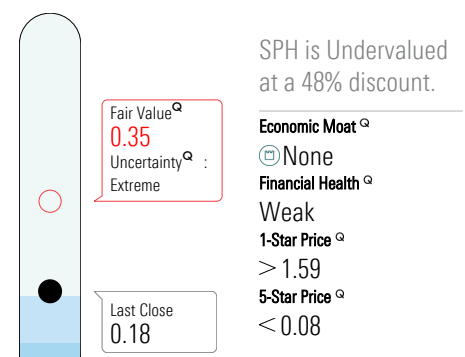 Fair Value Q
0.35
Uncertainty Q :
Extreme
Last Close
0.18
SPH is Undervalued
at a 48% discount.
Economic Moat Q
None
Financial Health Q
Weak
1-Star Price Q
>1.59
5-Star Price Q
<0.08